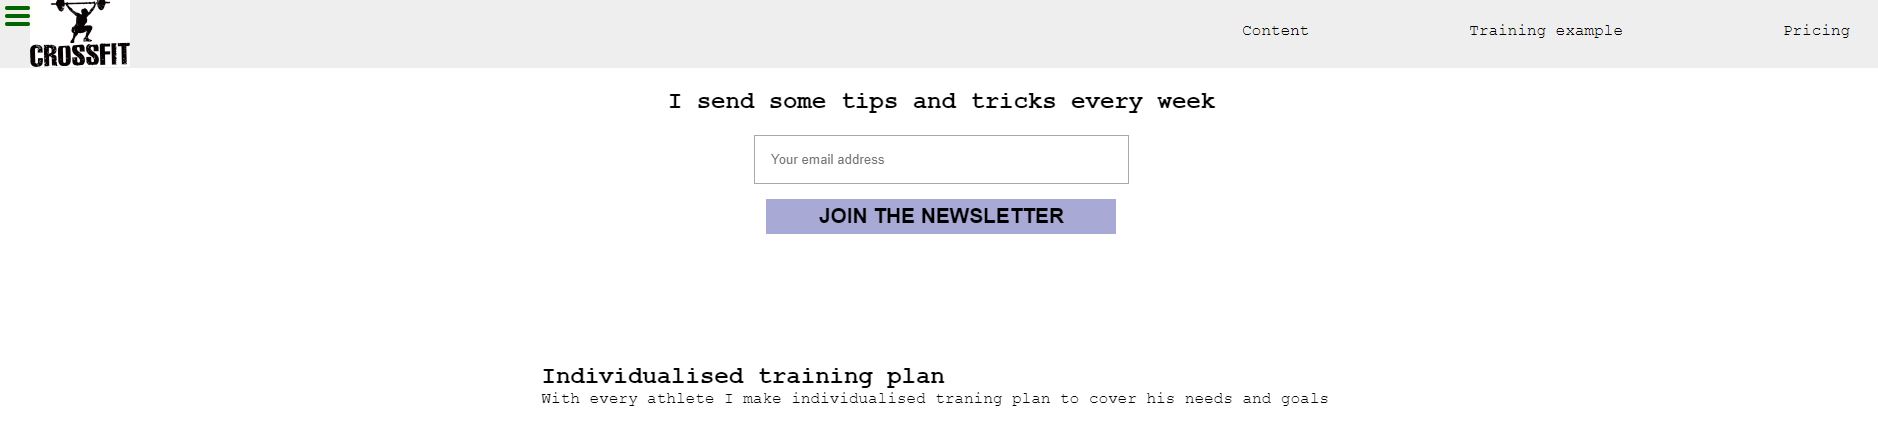 CROSSFIT
Content Training example Pricing
I send some tips and tricks every week
Your email address
JOIN THE NEWSLETTER
Individualised training plan
With every athlete I make individualised traning plan to cover his needs and goals